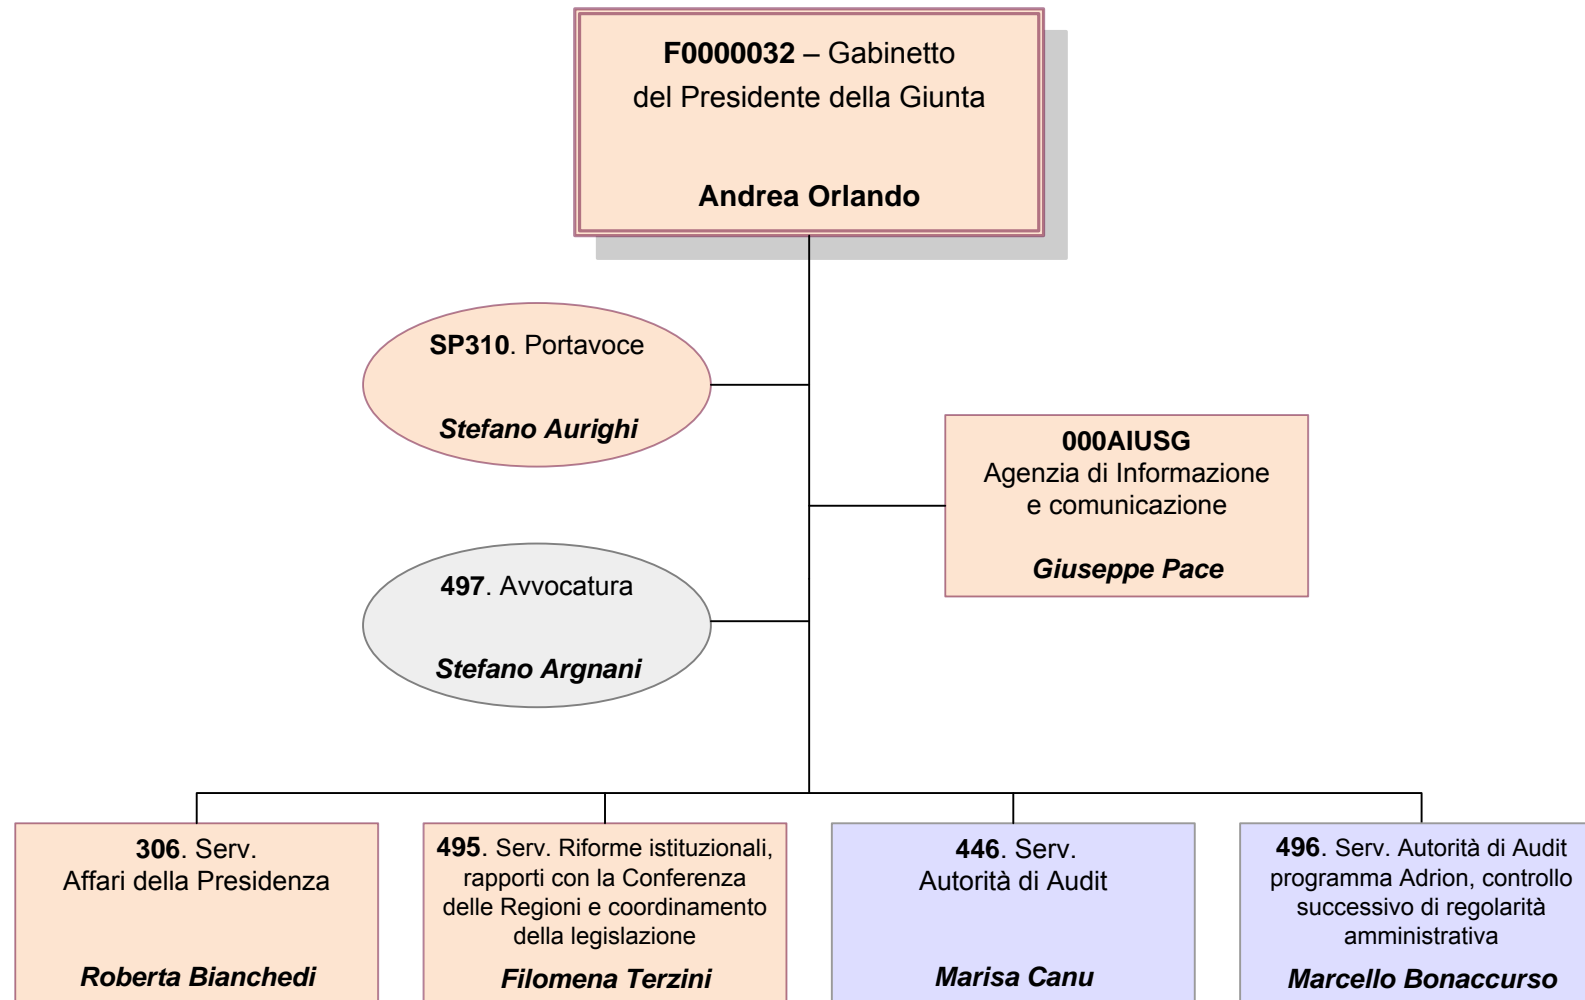 F0000032 – Gabinetto
del Presidente della Giunta
Andrea Orlando
SP310. Portavoce
Stefano Aurighi
000AIUSG
Agenzia di Informazione
e comunicazione
Giuseppe Pace
497. Avvocatura
Stefano Argnani
306. Serv.
Affari della Presidenza
Roberta Bianchedi
495. Serv. Riforme istituzionali,
rapporti con la Conferenza
delle Regioni e coordinamento
della legislazione
Filomena Terzini
446. Serv.
Autorità di Audit
Marisa Canu
496. Serv. Autorità di Audit
programma Adrion, controllo
successivo di regolarità
amministrativa
Marcello Bonaccurso